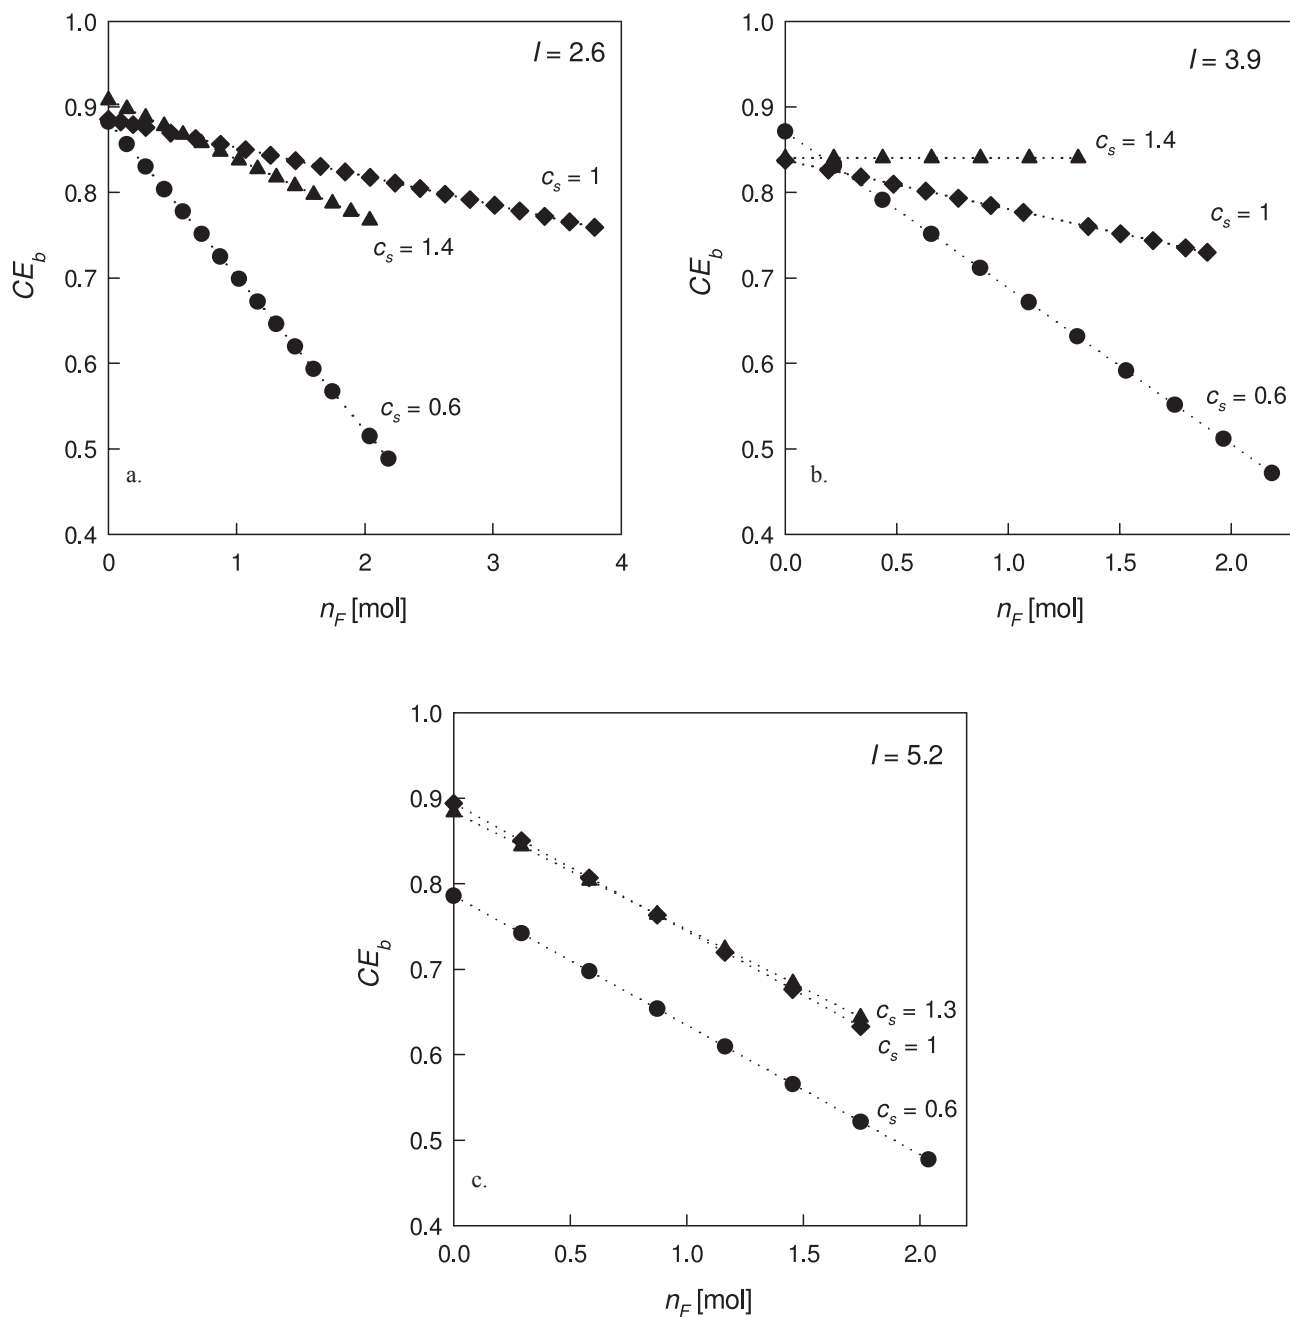 1.0
0.9
0.8
0.7
0.6
0.5
0.4
CE_b
I = 2.6
c_s = 1
c_s = 1.4
c_s = 0.6
a.
0 1 2 3 4
n_F [mol]
1.0
0.9
0.8
0.7
0.6
0.5
0.4
CE_b
I = 3.9
c_s = 1.4
c_s = 1
c_s = 0.6
b.
0.0 0.5 1.0 1.5 2.0
n_F [mol]
1.0
0.9
0.8
0.7
0.6
0.5
0.4
CE_b
I = 5.2
c_s = 1.3
c_s = 1
c_s = 0.6
c.
0.0 0.5 1.0 1.5 2.0
n_F [mol]